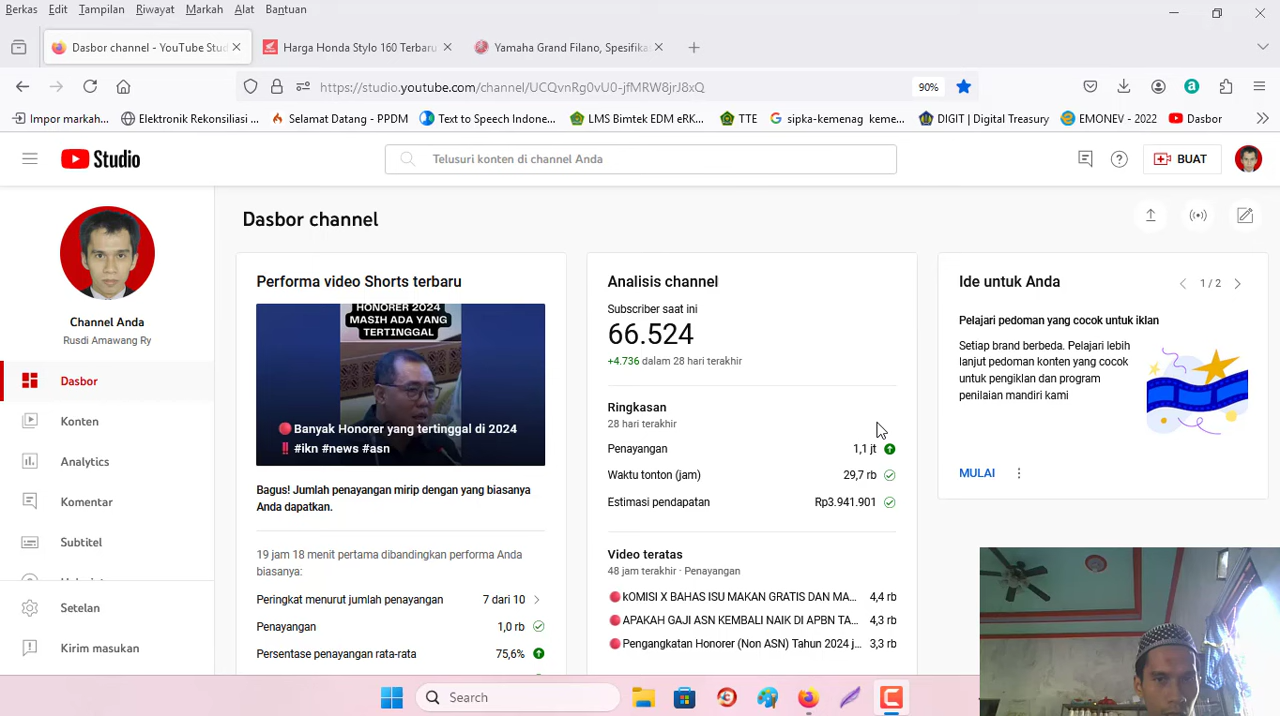 Berkas Edit Tampilan Riwayat Markah Alat Bantuan
Dasbor channel - YouTube Stud
Harga Honda Stylo 160 Terbaru
Yamaha Grand Filano, Spesifika
https://studio.youtube.com/channel/UCQvnRg0vU0-jfMRW8jrJ8xQ
90%
Impor markah...
Elektronik Rekonsiliasi ...
Selamat Datang - PPDM
Text to Speech Indone...
LMS Bimtek EDM eRK...
TTE
sipka-kemenag keme...
DIGIT | Digital Treasury
EMONEV - 2022
Dasbor
Studio
Telusuri konten di channel Anda
BUAT
Channel Anda
Rusdi Amawang Ry
Dasbor
Konten
Analytics
Komentar
Subtitel
Setelan
Kirim masukan
Dasbor channel
Performa video Shorts terbaru
HONORER 2024
MASIH ADA YANG
TERTINGGAL
🔴Banyak Honorer yang tertinggal di 2024
‼️ #ikn #news #asn
Bagus! Jumlah penayangan mirip dengan yang biasanya
Anda dapatkan.
19 jam 18 menit pertama dibandingkan performa Anda
biasanya:
Peringkat menurut jumlah penayangan 7 dari 10
Penayangan 1,0 rb
Persentase penayangan rata-rata 75,6%
Analisis channel
Subscriber saat ini
66.524
+4.736 dalam 28 hari terakhir
Ringkasan
28 hari terakhir
Penayangan 1,1 jt
Waktu tonton (jam) 29,7 rb
Estimasi pendapatan Rp3.941.901
Video teratas
48 jam terakhir · Penayangan
🔴KOMISI X BAHAS ISU MAKAN GRATIS DAN MA... 4,4 rb
🔴APAKAH GAJI ASN KEMBALI NAIK DI APBN TA... 4,3 rb
🔴Pengangkatan Honorer (Non ASN) Tahun 2024 j... 3,3 rb
Ide untuk Anda
1 / 2
Pelajari pedoman yang cocok untuk iklan
Setiap brand berbeda. Pelajari lebih
lanjut pedoman konten yang cocok
untuk pengiklan dan program
penilaian mandiri kami
MULAI
Search